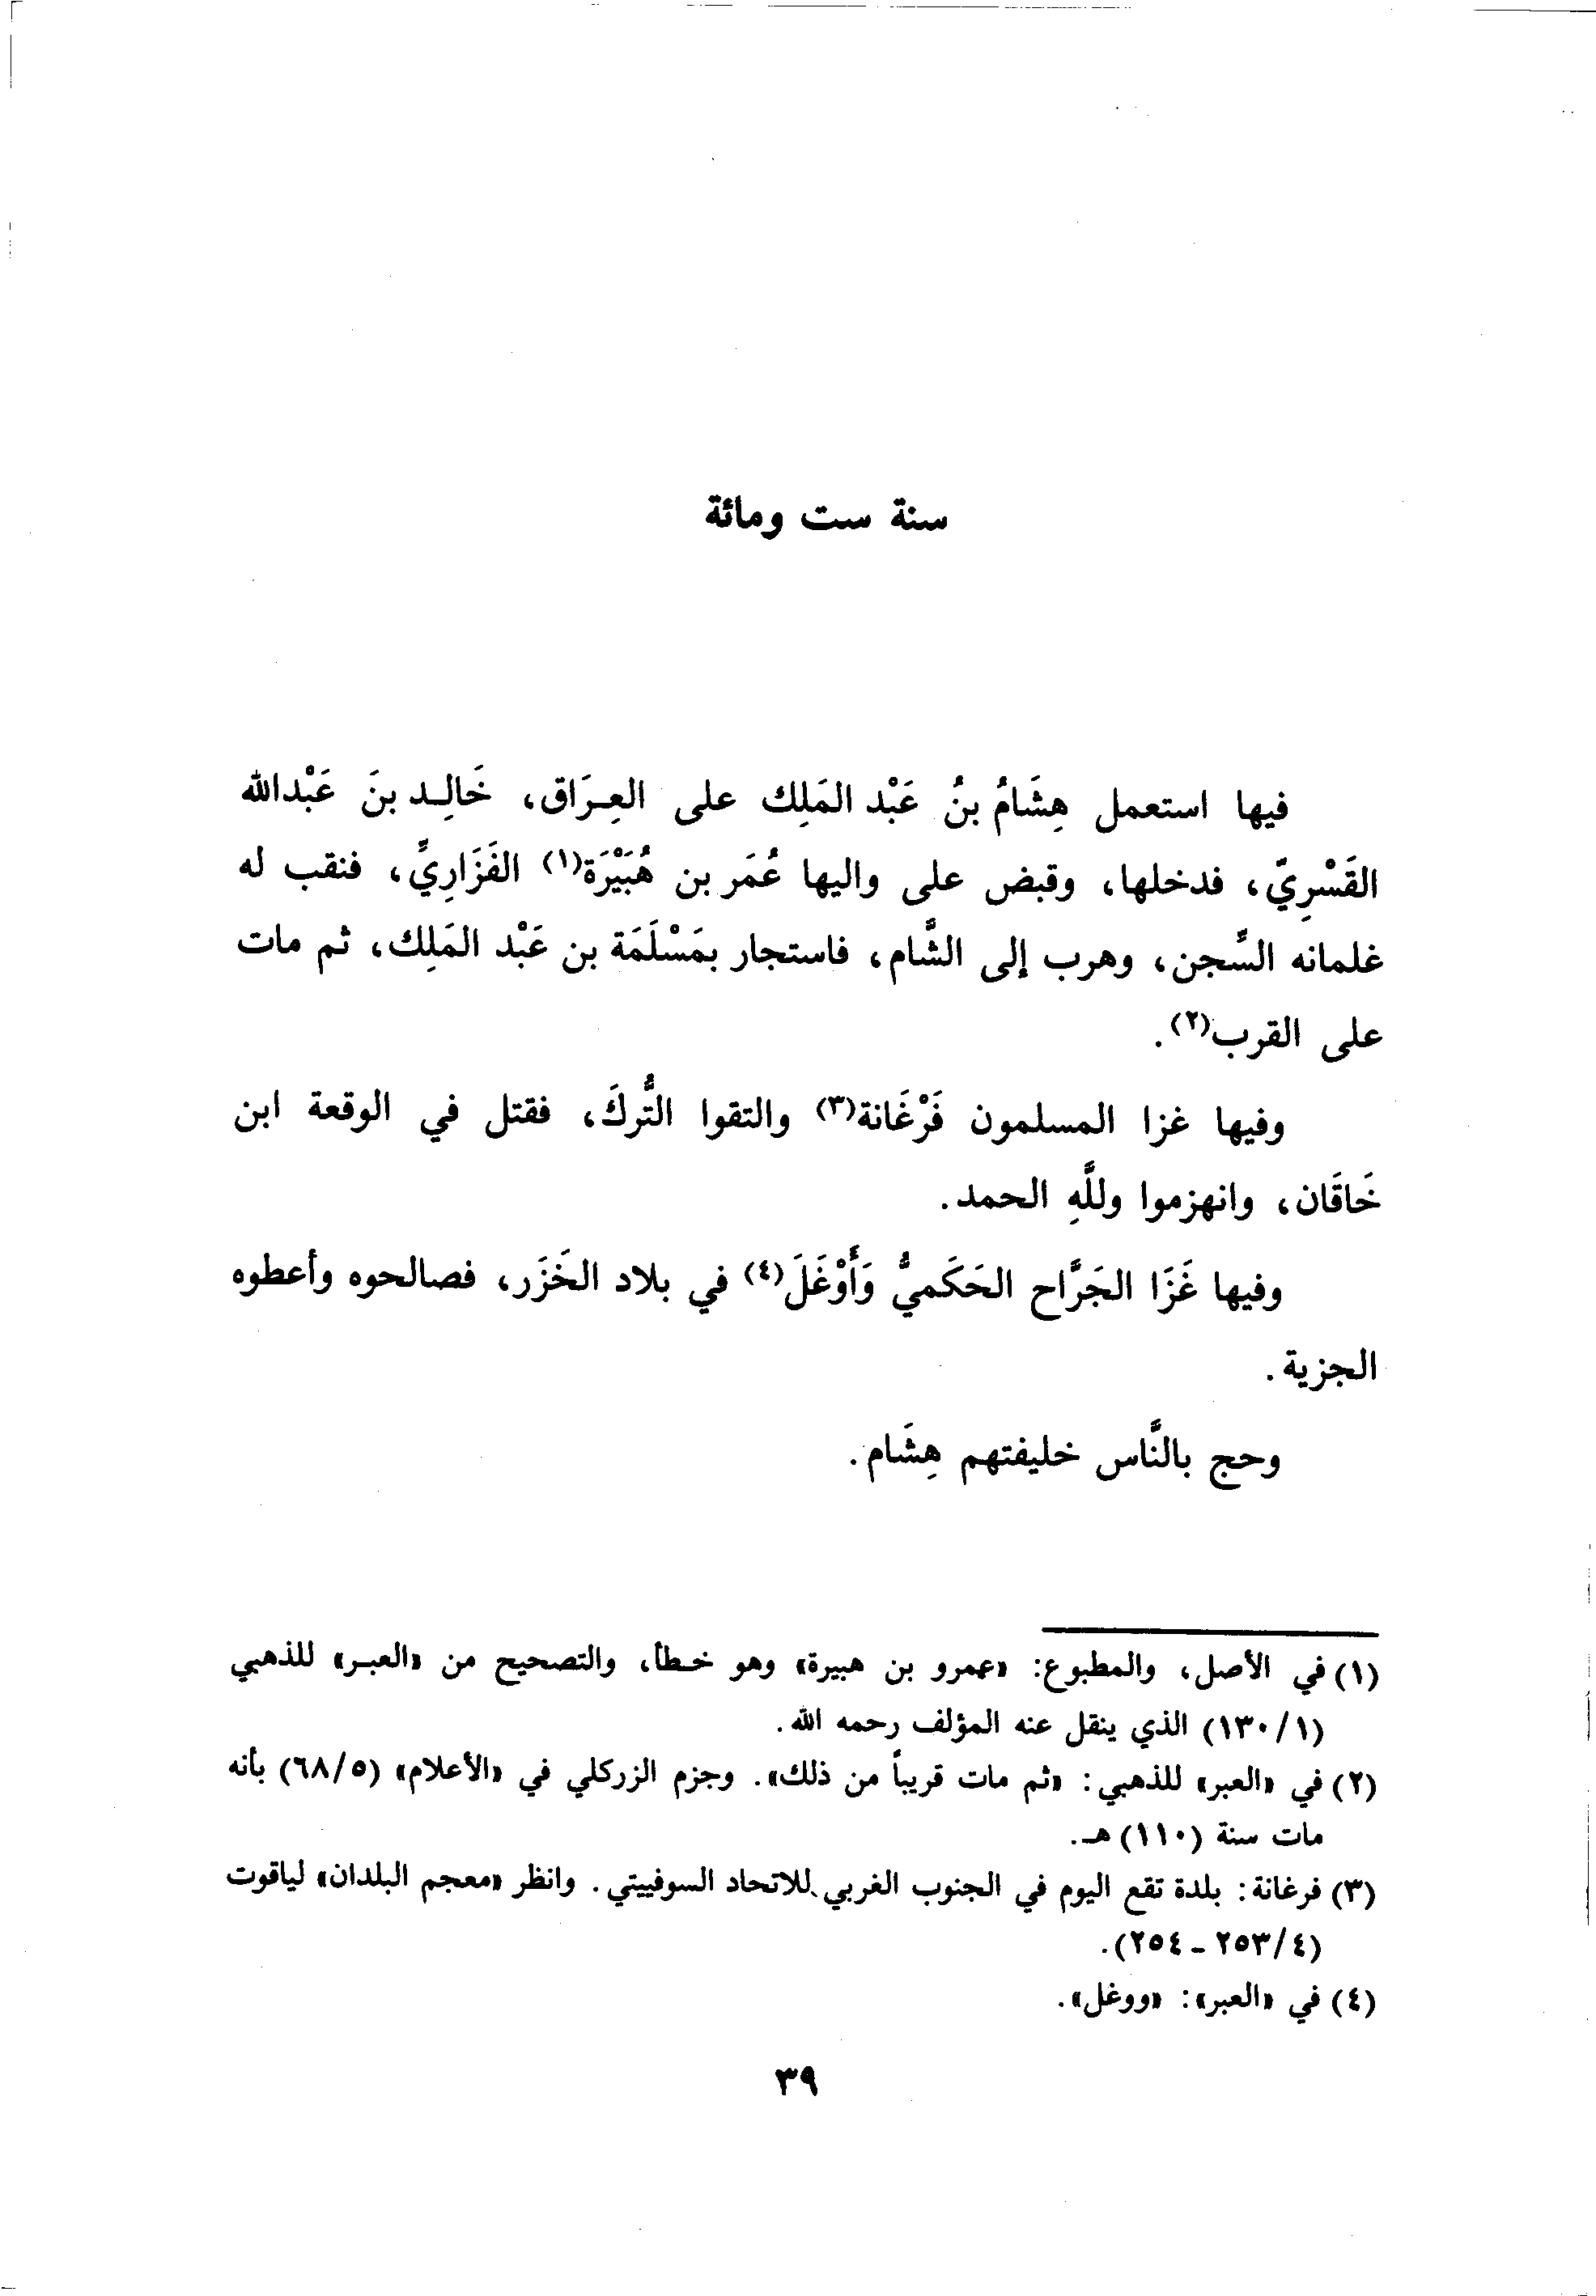 سنة ست ومائة
فيها استعمل هِشَامُ بنُ عَبْد المَلِك على العِرَاق، خَالِد بنَ عَبْدالله
القَسْرِيّ، فدخلها، وقبض على واليها عُمَر بن هُبَيْرَة(١) الفَزَارِيِّ، فنقب له
غلمانه السِّجن، وهرب إلى الشَّام، فاستجار بمَسْلَمَة بن عَبْد المَلِك، ثم مات
على القرب(٢).
وفيها غزا المسلمون فَرْغَانة(٣) والتقوا التُّركَ، فقتل في الوقعة ابن
خَاقَان، وانهزموا وللَّهِ الحمد.
وفيها غَزَا الجَرَّاح الحَكَميُّ وَأَوْغَلَ(٤) في بلاد الخَزَر، فصالحوه وأعطوه
الجزية.
وحج بالنَّاس خليفتهم هِشَام.
(١) في الأصل، والمطبوع: «عمرو بن هبيرة» وهو خطأ، والتصحيح من «العبر» للذهبي
(١/١٣٠) الذي ينقل عنه المؤلف رحمه الله.
(٢) في «العبر» للذهبي: «ثم مات قريباً من ذلك». وجزم الزركلي في «الأعلام» (٥/٦٨) بأنه
مات سنة (١١٠) هـ.
(٣) فرغانة: بلدة تقع اليوم في الجنوب الغربي للاتحاد السوفييتي. وانظر «معجم البلدان» لياقوت
(٤/٢٥٣ - ٢٥٤).
(٤) في «العبر»: «ووغل».
٣٩